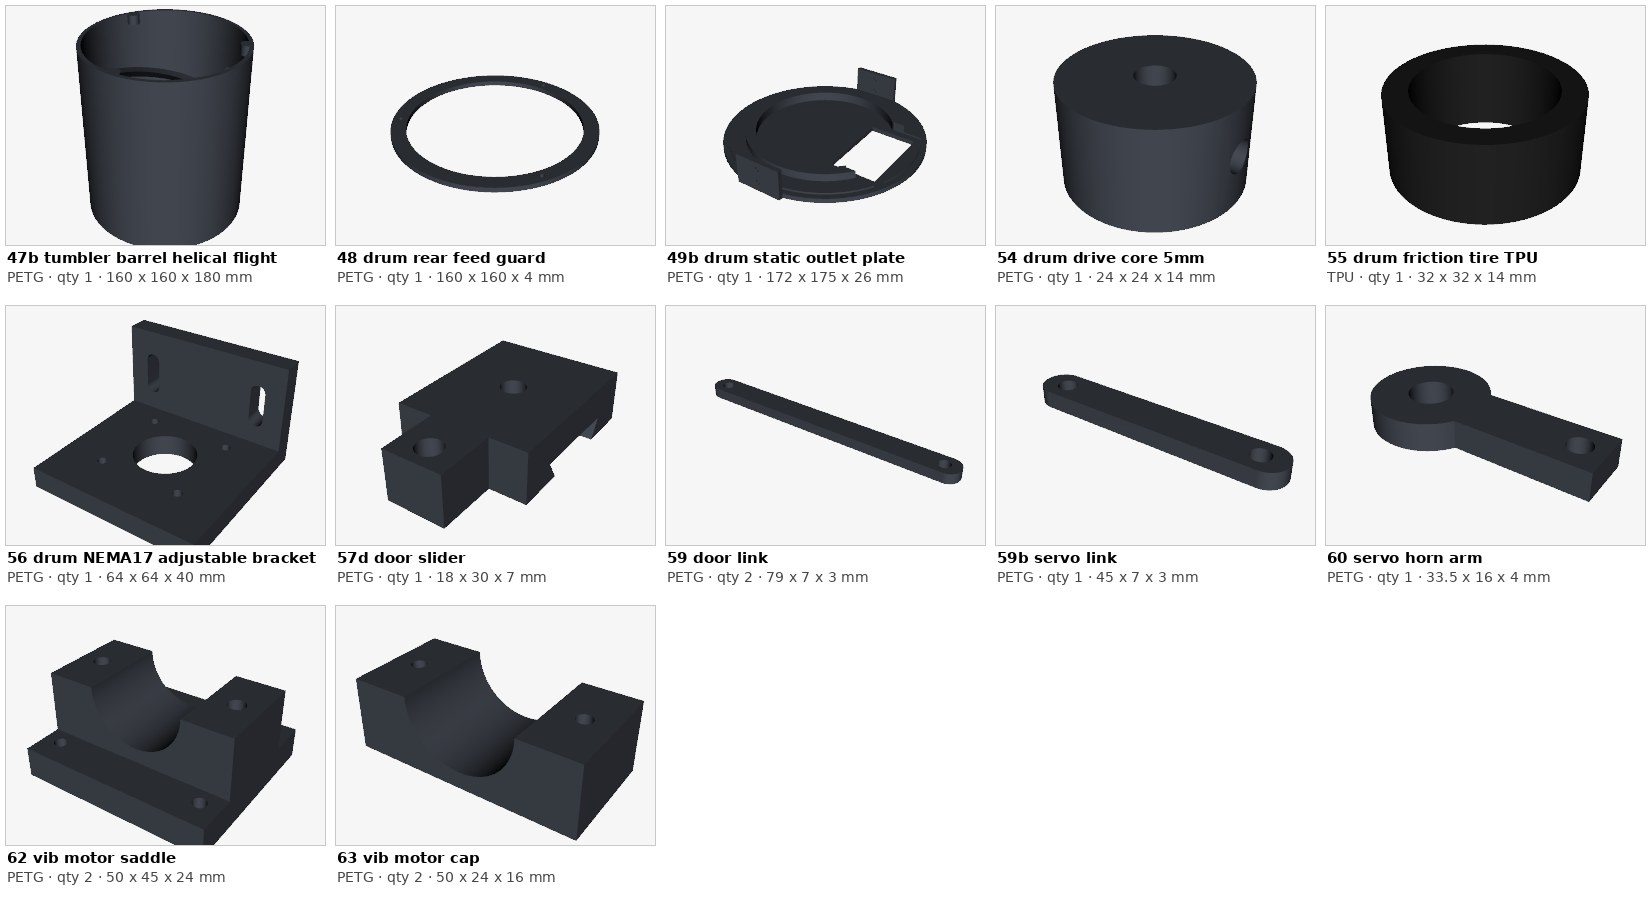 47b tumbler barrel helical flight
PETG · qty 1 · 160 x 160 x 180 mm
48 drum rear feed guard
PETG · qty 1 · 160 x 160 x 4 mm
49b drum static outlet plate
PETG · qty 1 · 172 x 175 x 26 mm
54 drum drive core 5mm
PETG · qty 1 · 24 x 24 x 14 mm
55 drum friction tire TPU
TPU · qty 1 · 32 x 32 x 14 mm
56 drum NEMA17 adjustable bracket
PETG · qty 1 · 64 x 64 x 40 mm
57d door slider
PETG · qty 1 · 18 x 30 x 7 mm
59 door link
PETG · qty 2 · 79 x 7 x 3 mm
59b servo link
PETG · qty 1 · 45 x 7 x 3 mm
60 servo horn arm
PETG · qty 1 · 33.5 x 16 x 4 mm
62 vib motor saddle
PETG · qty 2 · 50 x 45 x 24 mm
63 vib motor cap
PETG · qty 2 · 50 x 24 x 16 mm